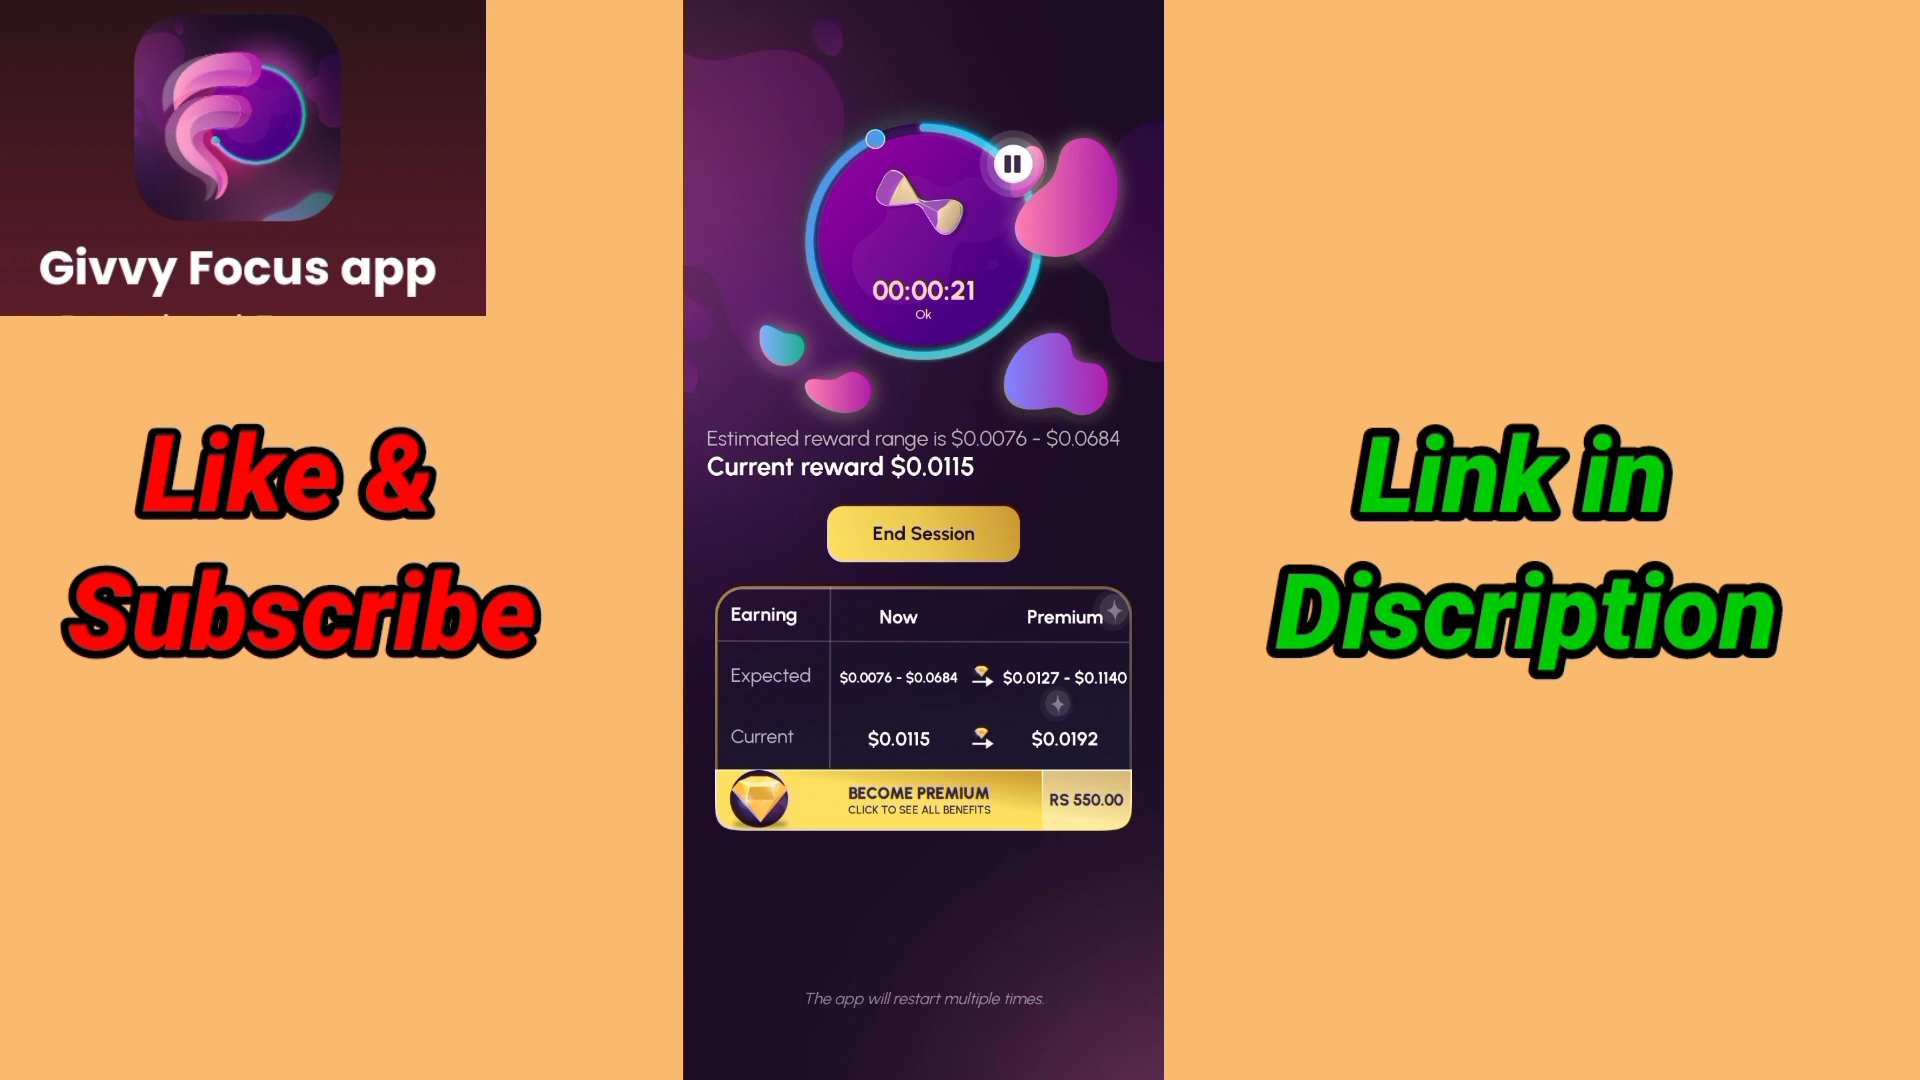 Givvy Focus app
Like &
Subscribe
00:00:21
Ok
Estimated reward range is $0.0076 - $0.0684
Current reward $0.0115
End Session
Earning Now Premium
Expected $0.0076 - $0.0684 $0.0127 - $0.1140
Current $0.0115 $0.0192
BECOME PREMIUM
CLICK TO SEE ALL BENEFITS
RS 550.00
The app will restart multiple times.
Link in
Discription